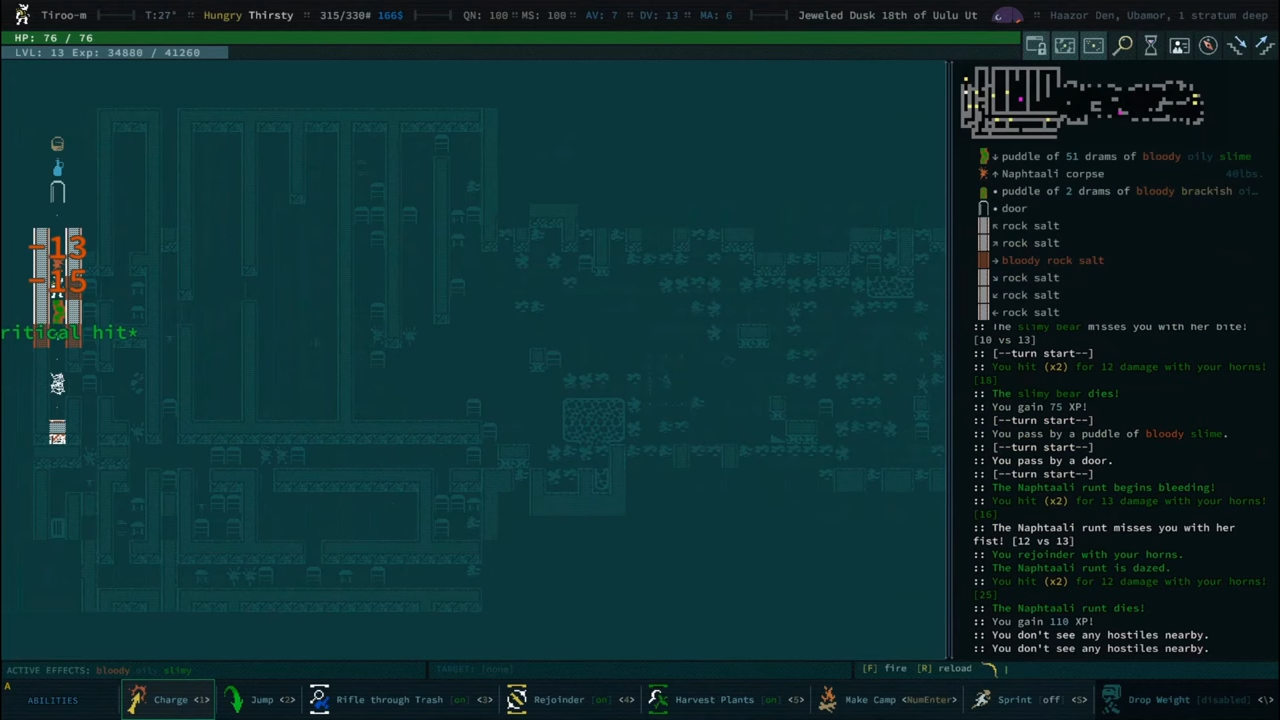 Tiroo-m T:27° :: Hungry Thirsty :: 315/330# 166$ QN: 100 :: MS: 100 :: AV: 7 :: DV: 13 :: MA: 6 Jeweled Dusk 18th of Uulu Ut :: Haazor Den, Ubamor, 1 stratum deep
HP: 76 / 76
LVL: 13 Exp: 34880 / 41260
-13
-15
ritical hit*
puddle of 51 drams of bloody oily slime
Naphtaali corpse 40lbs.
puddle of 2 drams of bloody brackish oi…
door
rock salt
rock salt
bloody rock salt
rock salt
rock salt
rock salt
:: The slimy bear misses you with her bite!
[10 vs 13]
:: [--turn start--]
:: You hit (x2) for 12 damage with your horns!
[18]
:: The slimy bear dies!
:: You gain 75 XP!
:: [--turn start--]
:: You pass by a puddle of bloody slime.
:: [--turn start--]
:: You pass by a door.
:: [--turn start--]
:: The Naphtaali runt begins bleeding!
:: You hit (x2) for 13 damage with your horns!
[16]
:: The Naphtaali runt misses you with her
fist! [12 vs 13]
:: You rejoinder with your horns.
:: The Naphtaali runt is dazed.
:: You hit (x2) for 12 damage with your horns!
[25]
:: The Naphtaali runt dies!
:: You gain 110 XP!
:: You don't see any hostiles nearby.
:: You don't see any hostiles nearby.
ACTIVE EFFECTS: bloody oily slimy TARGET: [none] [F] fire [R] reload
A ABILITIES Charge <1> Jump <2> Rifle through Trash [on] <3> Rejoinder [on] <4> Harvest Plants [on] <5> Make Camp <NumEnter> Sprint [off] <S> Drop Weight [disabled] <\>